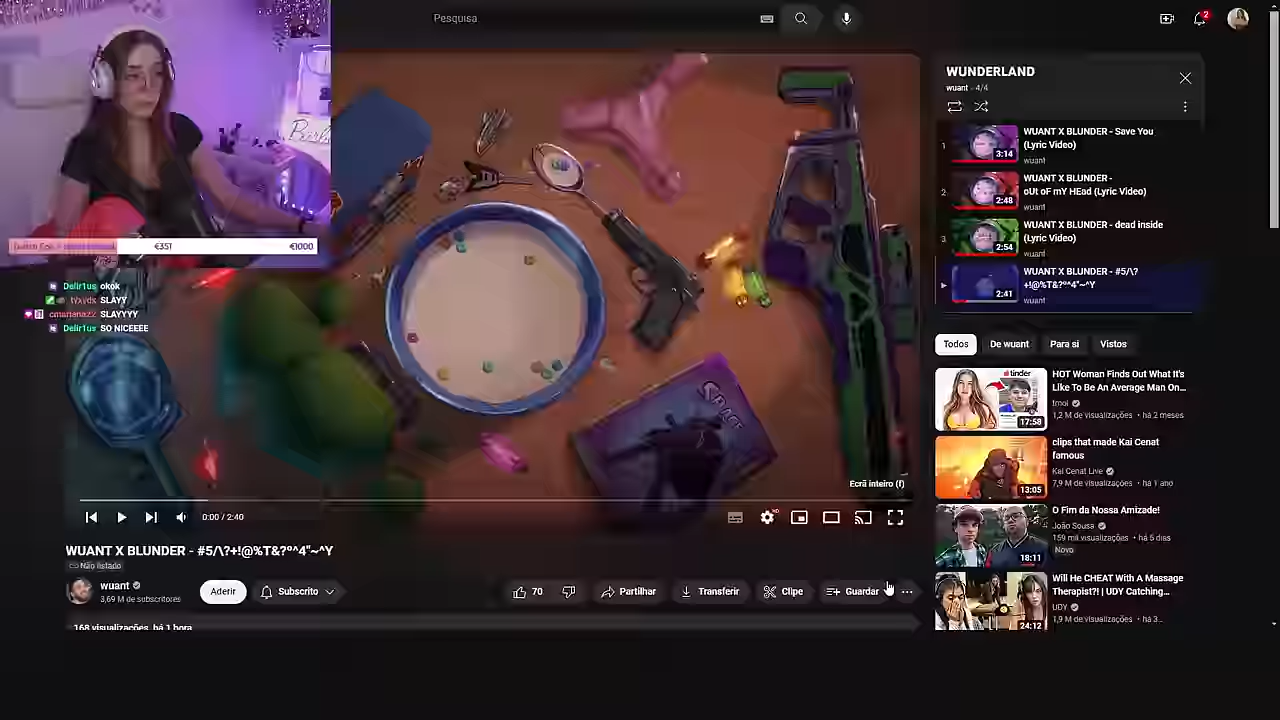 Pesquisa
2
WUNDERLAND
wuant - 4/4
1
WUANT X BLUNDER - Save You
(Lyric Video)
wuant
3:14
2
WUANT X BLUNDER -
oUt oF mY HEad (Lyric Video)
wuant
2:48
3
WUANT X BLUNDER - dead inside
(Lyric Video)
wuant
2:54
WUANT X BLUNDER - #5/\?
+!@%T&?º^4"~^Y
wuant
2:41
€351
€1000
Delir1us okok
SLAYY
SLAYYYY
Delir1us SO NICEEEE
SPACE
Ecrã inteiro (f)
0:00 / 2:40
WUANT X BLUNDER - #5/\?+!@%T&?º^4"~^Y
Não listado
wuant
3,69 M de subscritores
Aderir
Subscrito
70
Partilhar
Transferir
Clipe
Guardar
168 visualizações, há 1 hora
Todos
De wuant
Para si
Vistos
tinder
HOT Woman Finds Out What It's
Like To Be An Average Man On...
1,2 M de visualizações · há 2 meses
17:58
clips that made Kai Cenat
famous
Kai Cenat Live
7,9 M de visualizações · há 1 ano
13:05
O Fim da Nossa Amizade!
João Sousa
159 mil visualizações · há 5 dias
Novo
18:11
Will He CHEAT With A Massage
Therapist?! | UDY Catching...
UDY
1,9 M de visualizações · há 3...
24:12